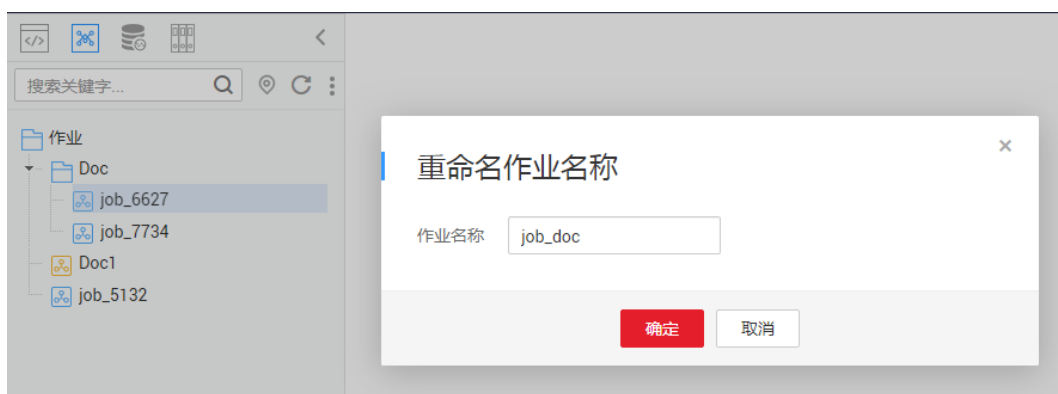 搜索关键字...
作业
Doc
job_6627
job_7734
Doc1
job_5132
重命名作业名称
作业名称 job_doc
确定 取消